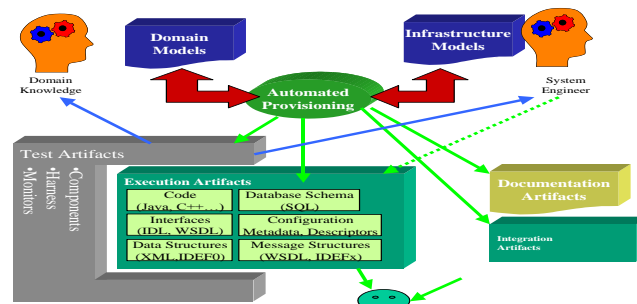 Domain
Models
Infrastructure
Models
Domain
Knowledge
System
Engineer
Automated
Provisioning
Test Artifacts
•Monitors
•Harness
•Components
Execution Artifacts
Code
(Java, C++…)
Database Schema
(SQL)
Interfaces
(IDL, WSDL)
Configuration
Metadata, Descriptors
Data Structures
(XML,IDEF0)
Message Structures
(WSDL, IDEFx)
Documentation
Artifacts
Integration
Artifacts